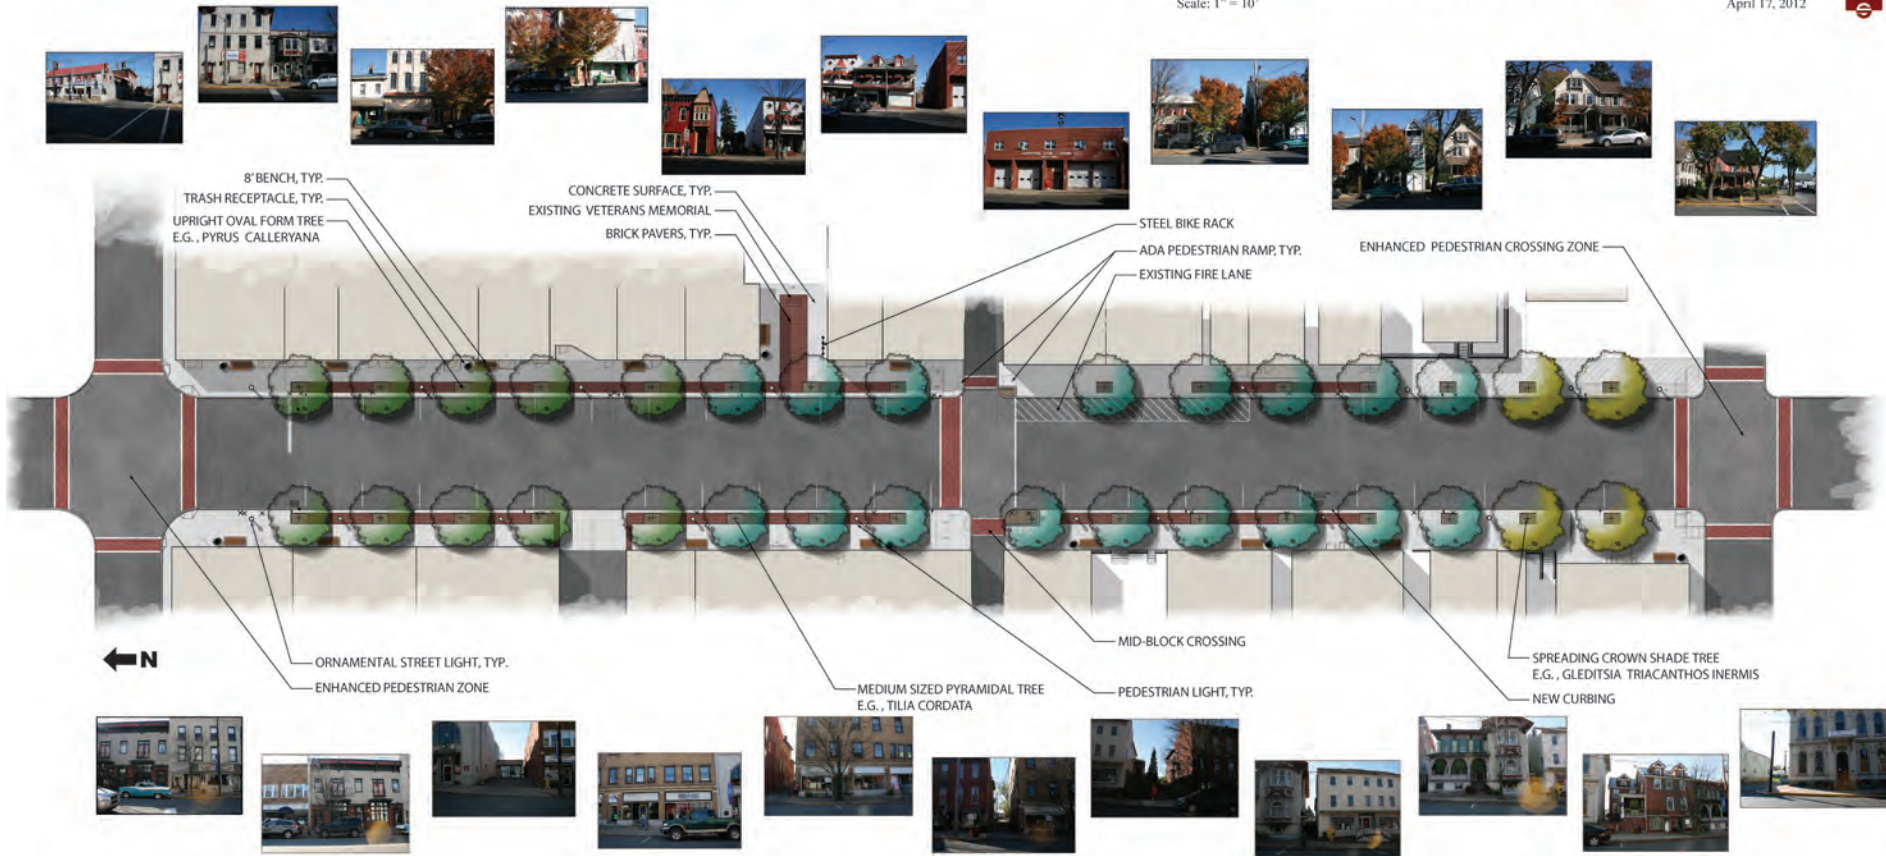 Scale: 1" = 10'
April 17, 2012
8' BENCH, TYP.
TRASH RECEPTACLE, TYP.
UPRIGHT OVAL FORM TREE
E.G., PYRUS CALLERYANA
CONCRETE SURFACE, TYP.
EXISTING VETERANS MEMORIAL
BRICK PAVERS, TYP.
STEEL BIKE RACK
ADA PEDESTRIAN RAMP, TYP.
EXISTING FIRE LANE
ENHANCED PEDESTRIAN CROSSING ZONE
N
ORNAMENTAL STREET LIGHT, TYP.
ENHANCED PEDESTRIAN ZONE
MEDIUM SIZED PYRAMIDAL TREE
E.G., TILIA CORDATA
MID-BLOCK CROSSING
PEDESTRIAN LIGHT, TYP.
SPREADING CROWN SHADE TREE
E.G., GLEDITSIA TRIACANTHOS INERMIS
NEW CURBING